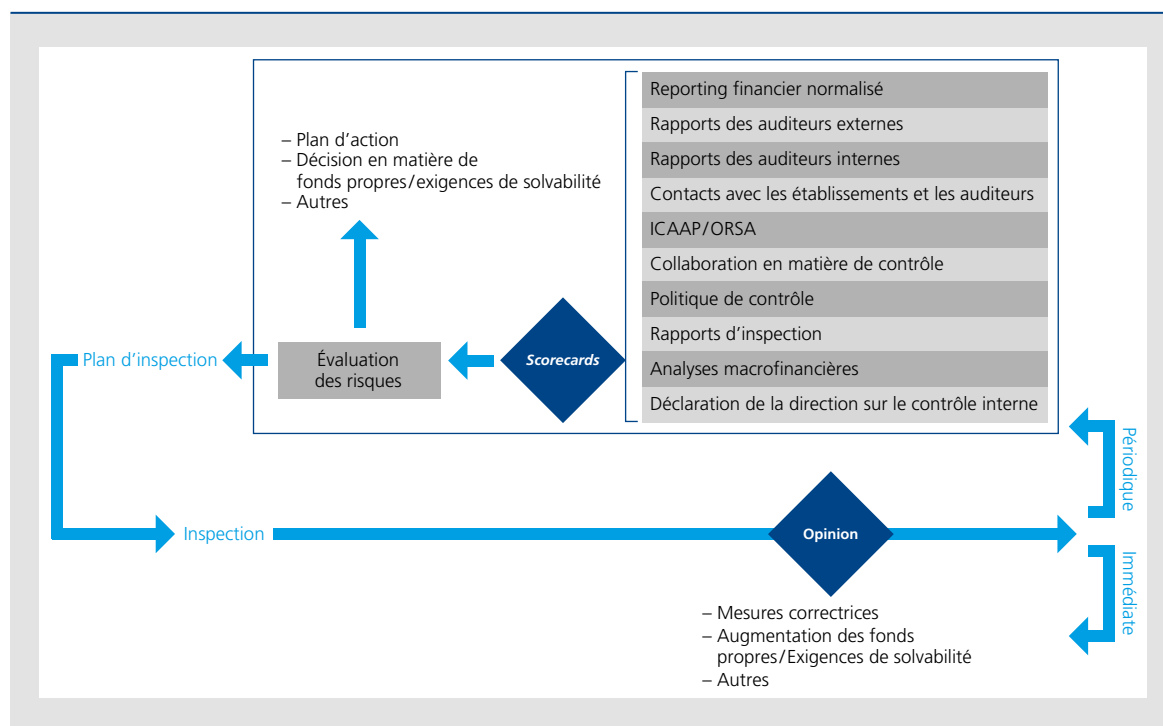 – Plan d'action
– Décision en matière de
fonds propres/exigences de solvabilité
– Autres
Reporting financier normalisé
Rapports des auditeurs externes
Rapports des auditeurs internes
Contacts avec les établissements et les auditeurs
ICAAP/ORSA
Collaboration en matière de contrôle
Politique de contrôle
Rapports d'inspection
Analyses macrofinancières
Déclaration de la direction sur le contrôle interne
Plan d'inspection
Évaluation
des risques
Scorecards
Périodique
Inspection
Opinion
Immédiate
– Mesures correctrices
– Augmentation des fonds
propres/Exigences de solvabilité
– Autres